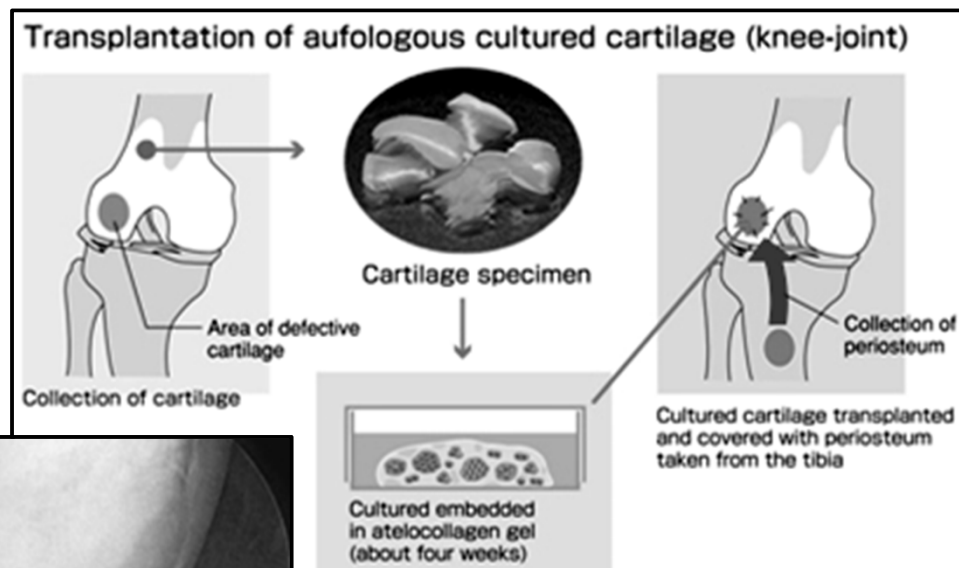 Transplantation of aufologous cultured cartilage (knee-joint)
Cartilage specimen
Area of defective
cartilage
Collection of cartilage
Collection of
periosteum
Cultured cartilage transplanted
and covered with periosteum
taken from the tibia
Cultured embedded
in atelocollagen gel
(about four weeks)